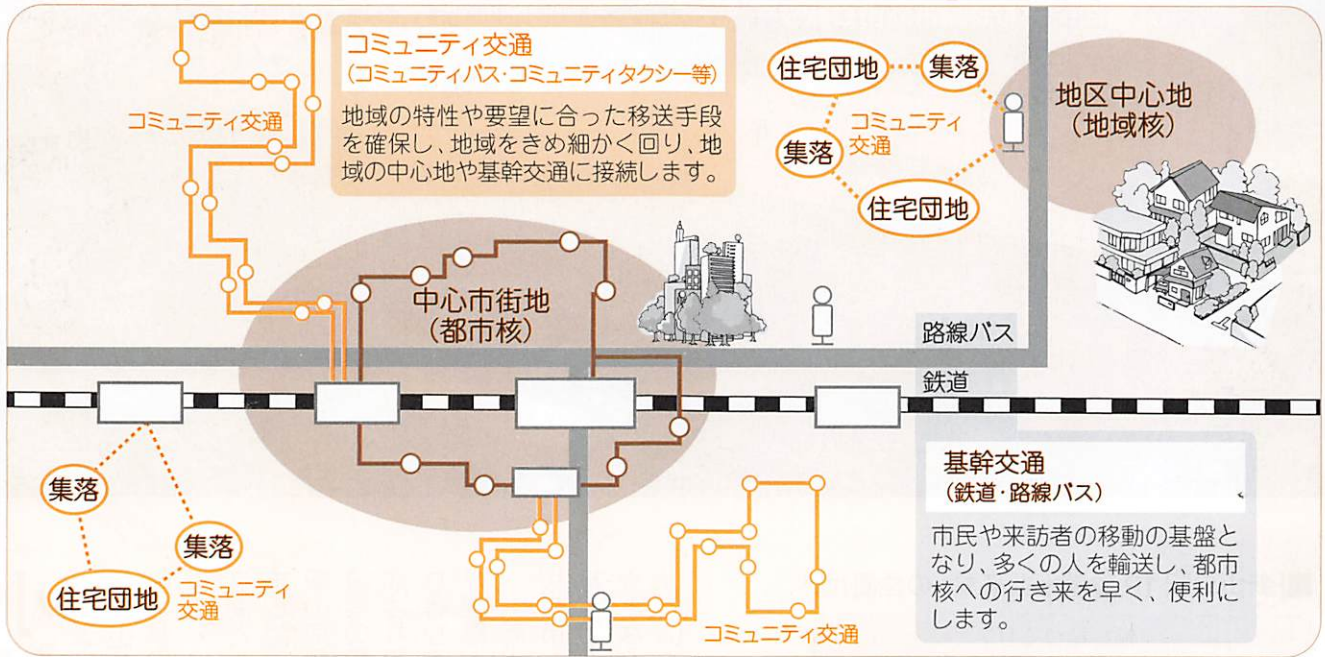 コミュニティ交通
(コミュニティバス・コミュニティタクシー等)
地域の特性や要望に合った移送手段
を確保し、地域をきめ細かく回り、地
域の中心地や基幹交通に接続します。
コミュニティ交通
住宅団地
集落
コミュニティ
交通
集落
住宅団地
地区中心地
(地域核)
中心市街地
(都市核)
路線バス
鉄道
集落
集落
住宅団地
コミュニティ
交通
コミュニティ交通
基幹交通
(鉄道・路線バス)
市民や来訪者の移動の基盤と
なり、多くの人を輸送し、都市
核への行き来を早く、便利に
します。